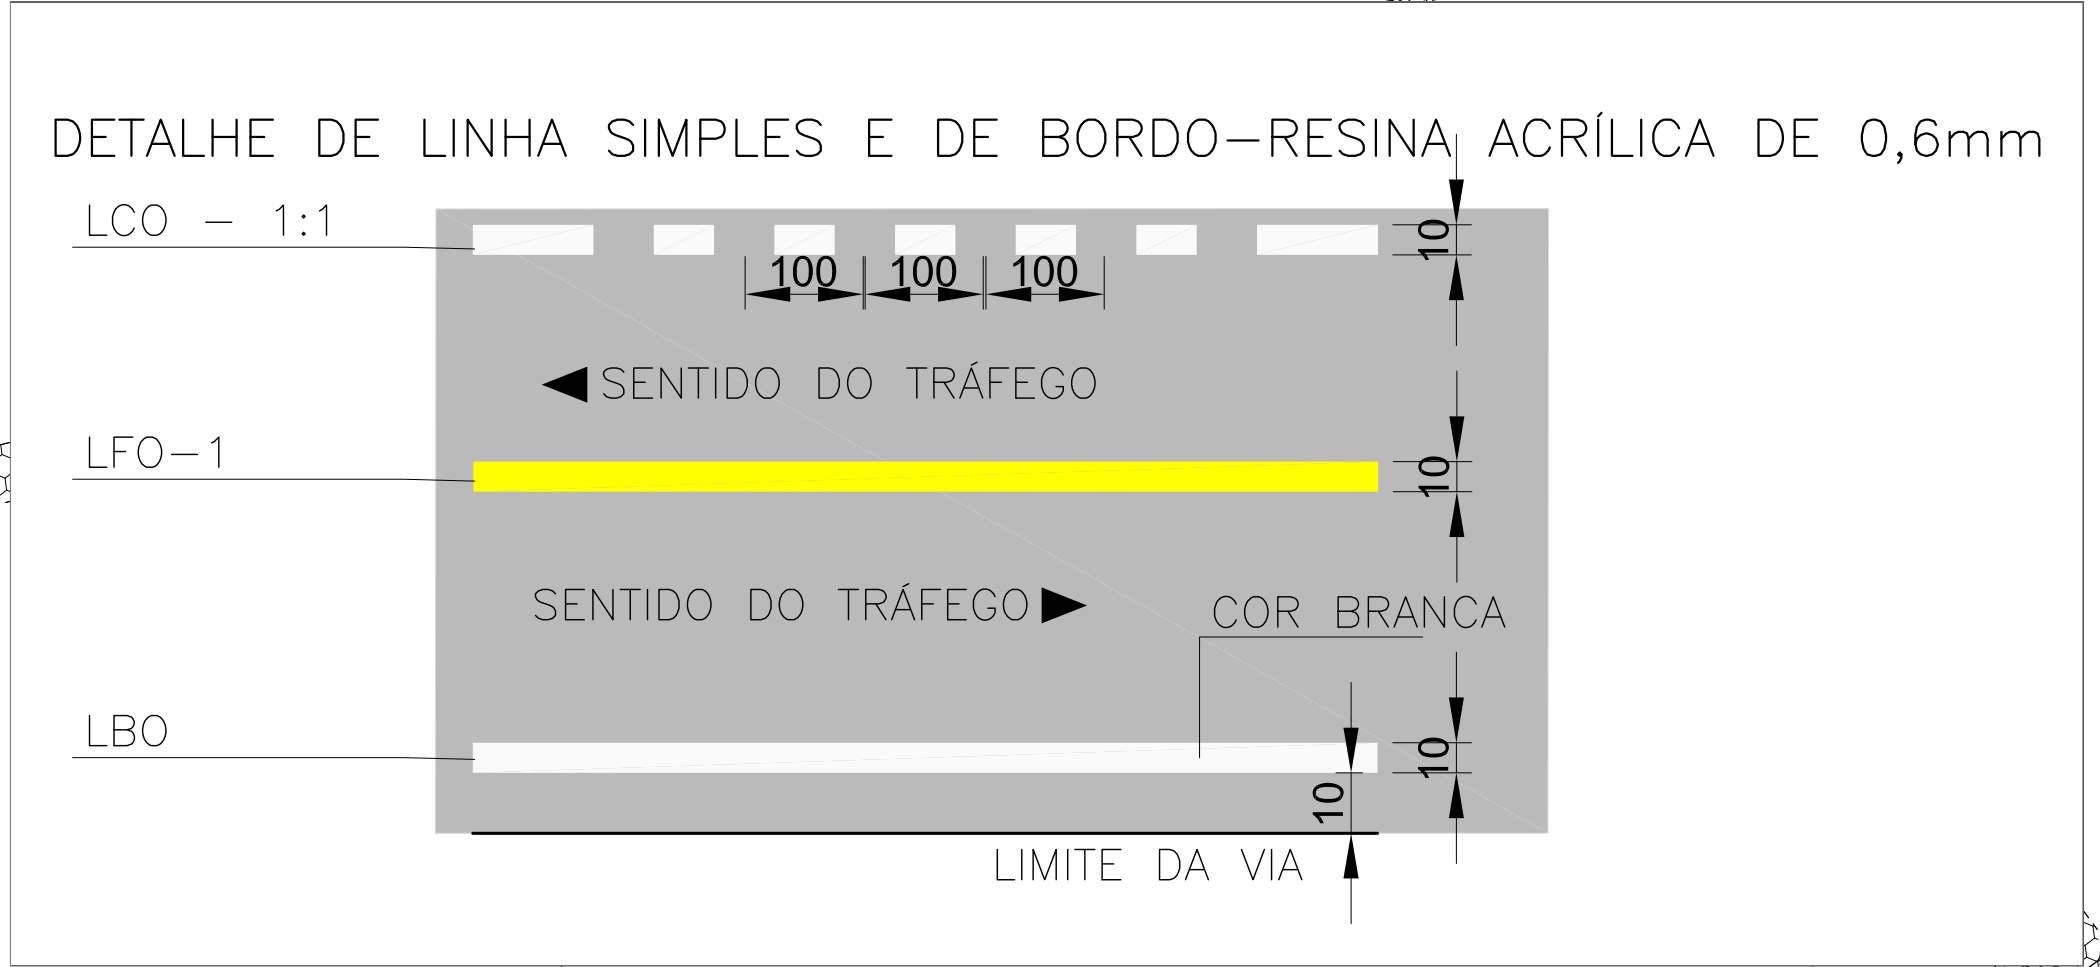 DETALHE DE LINHA SIMPLES E DE BORDO-RESINA ACRÍLICA DE 0,6mm
LCO - 1:1
10
100 100 100
SENTIDO DO TRÁFEGO
LFO-1
10
SENTIDO DO TRÁFEGO
COR BRANCA
LBO
10
10
LIMITE DA VIA